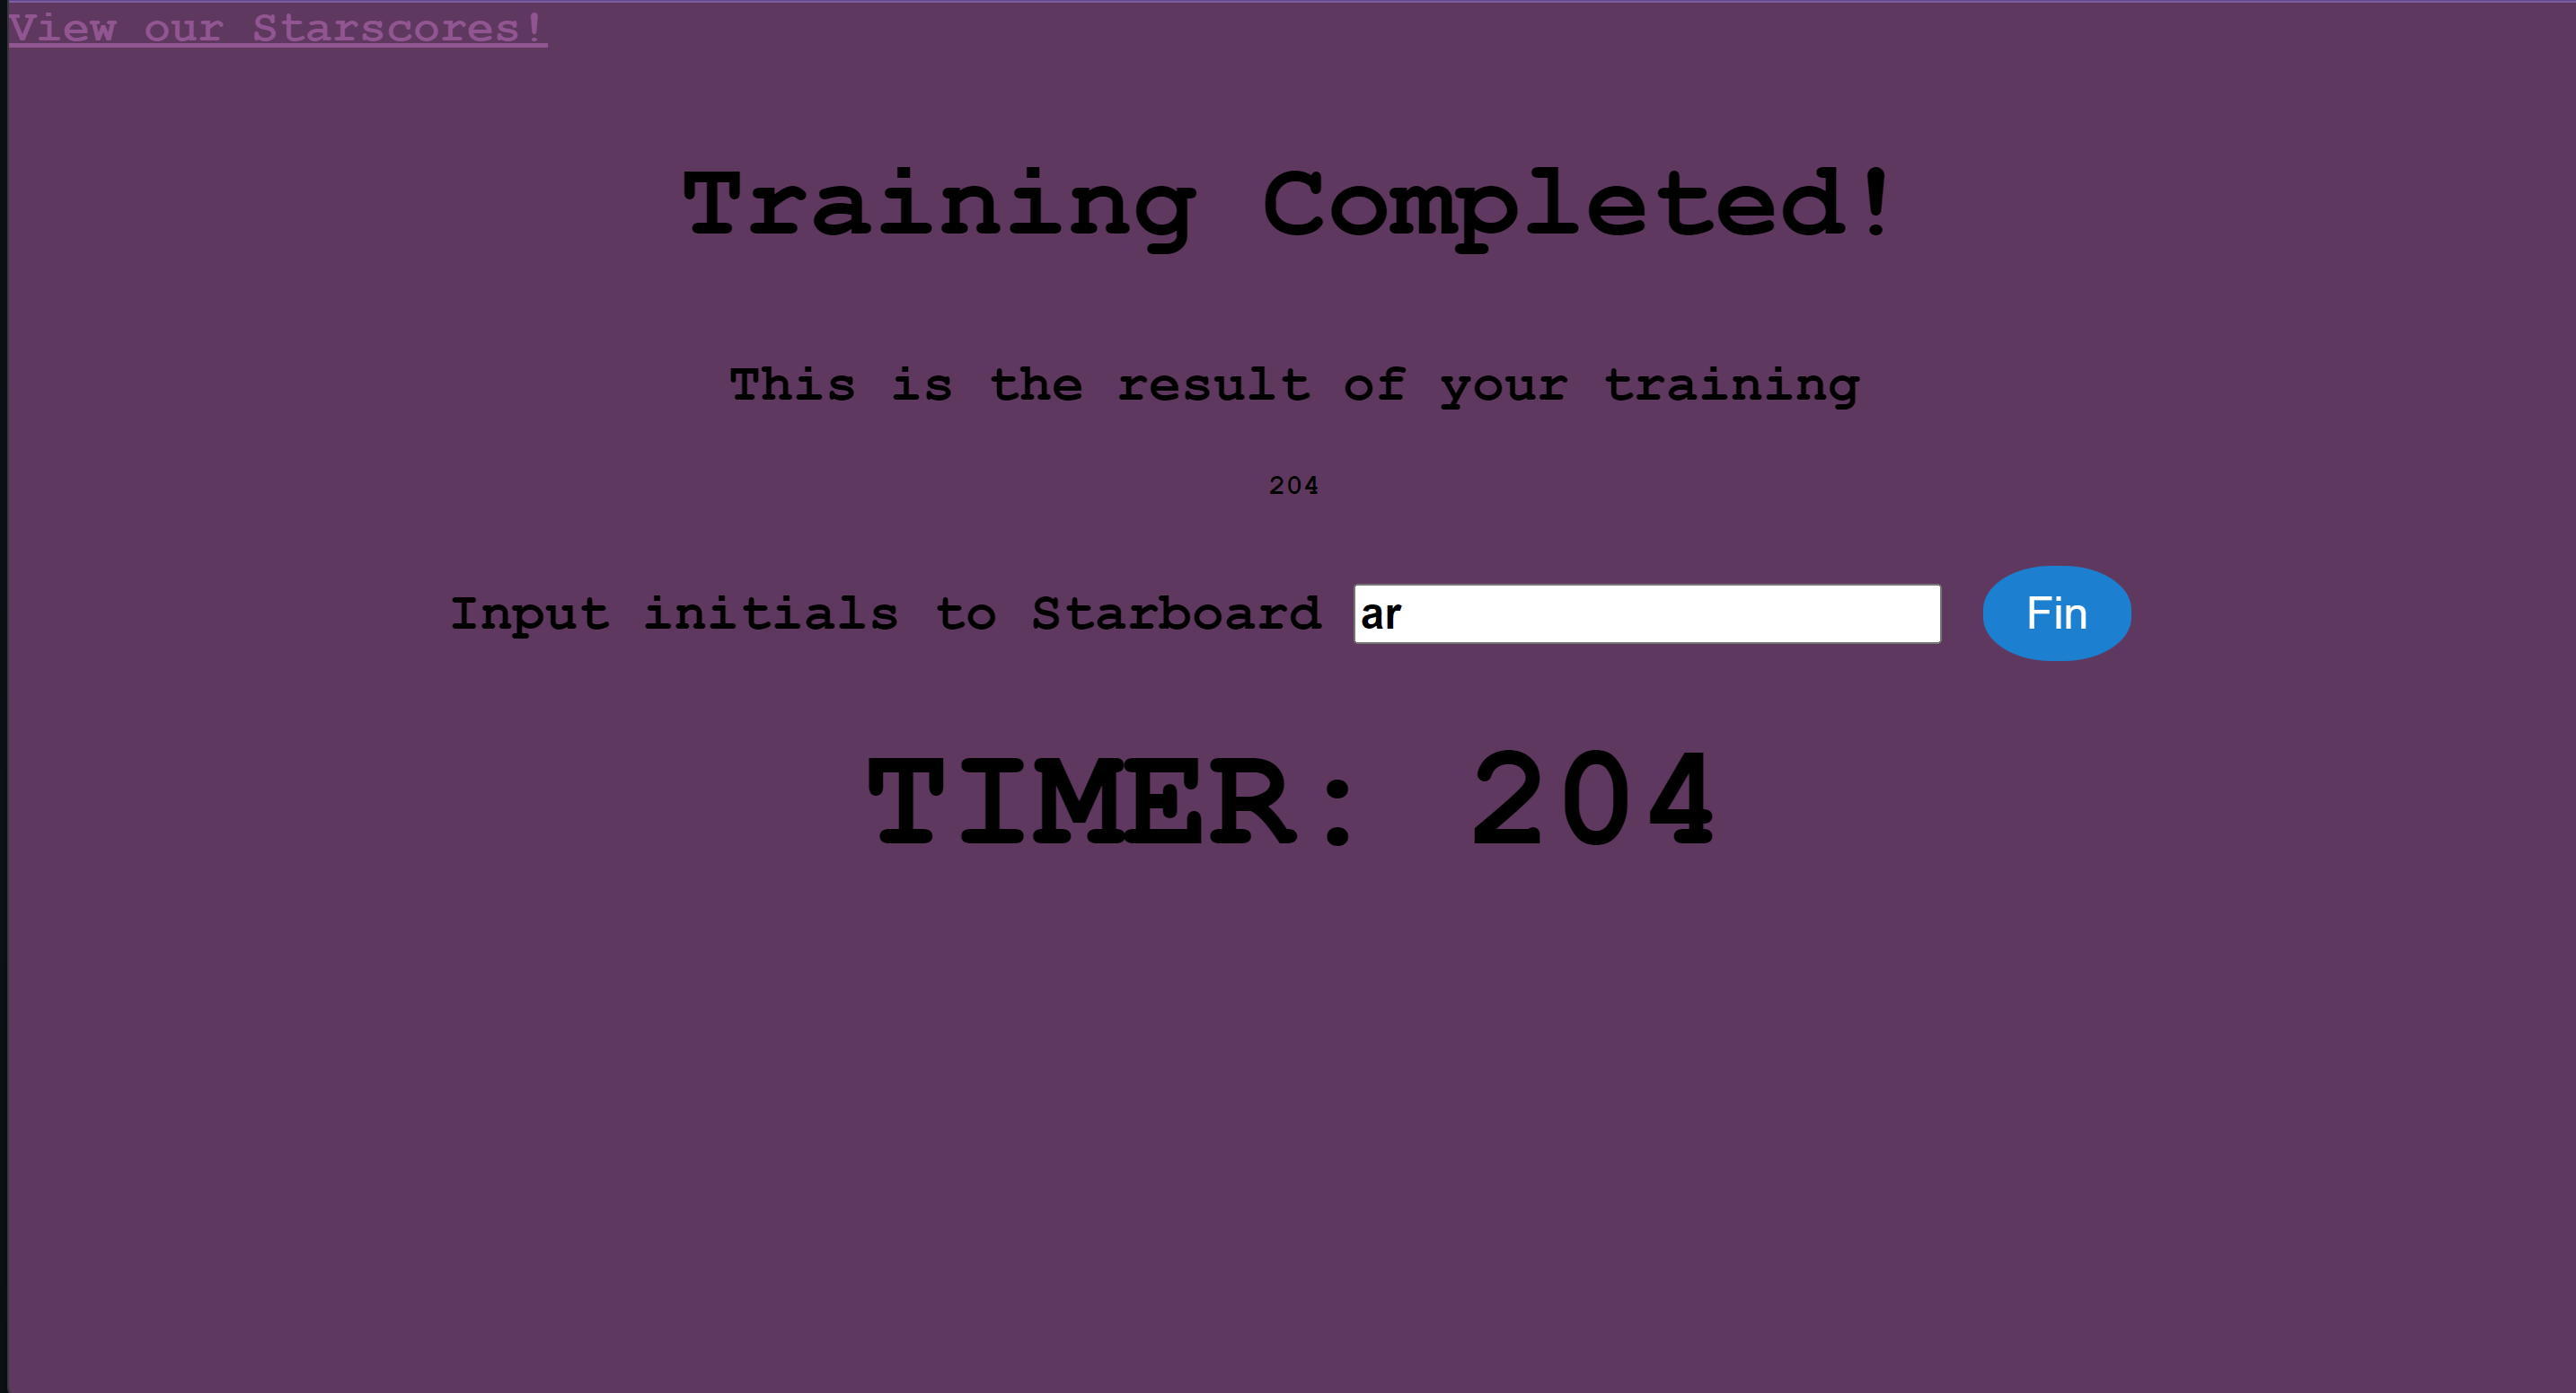 View our Starscores!
Training Completed!
This is the result of your training
204
Input initials to Starboard ar Fin
TIMER: 204